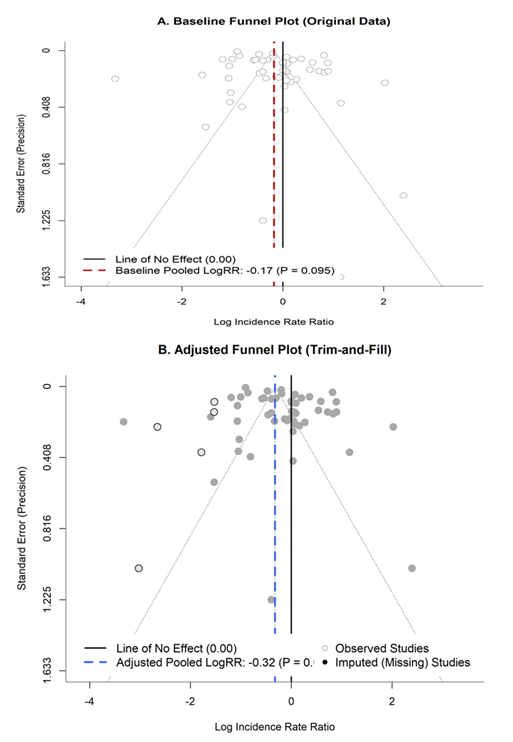 A. Baseline Funnel Plot (Original Data)
Standard Error (Precision)
0
0.408
0.816
1.225
1.633
Line of No Effect (0.00)
Baseline Pooled LogRR: -0.17 (P = 0.095)
-4 -2 0 2
Log Incidence Rate Ratio
B. Adjusted Funnel Plot (Trim-and-Fill)
Standard Error (Precision)
0
0.408
0.816
1.225
1.633
Line of No Effect (0.00)
Adjusted Pooled LogRR: -0.32 (P = 0.
Observed Studies
Imputed (Missing) Studies
-4 -2 0 2
Log Incidence Rate Ratio